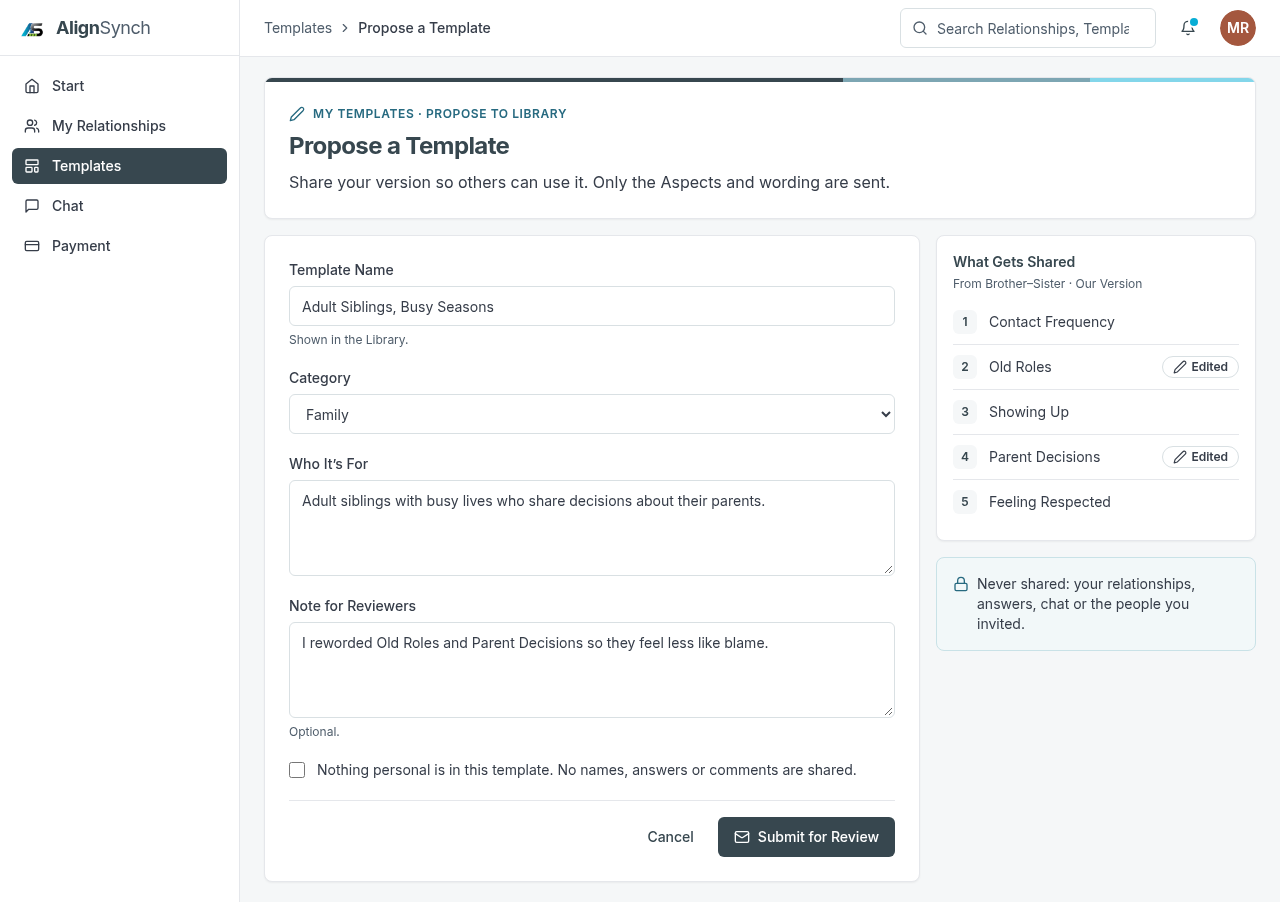 AlignSynch
Start
My Relationships
Templates
Chat
Payment
Templates
Propose a Template
Search Relationships, Templa
MR
MY TEMPLATES · PROPOSE TO LIBRARY
Propose a Template
Share your version so others can use it. Only the Aspects and wording are sent.
Template Name
Adult Siblings, Busy Seasons
Shown in the Library.
Category
Family
Who It’s For
Adult siblings with busy lives who share decisions about their parents.
Note for Reviewers
I reworded Old Roles and Parent Decisions so they feel less like blame.
Optional.
Nothing personal is in this template. No names, answers or comments are shared.
Cancel
Submit for Review
What Gets Shared
From Brother–Sister · Our Version
1 Contact Frequency
2 Old Roles Edited
3 Showing Up
4 Parent Decisions Edited
5 Feeling Respected
Never shared: your relationships,
answers, chat or the people you
invited.